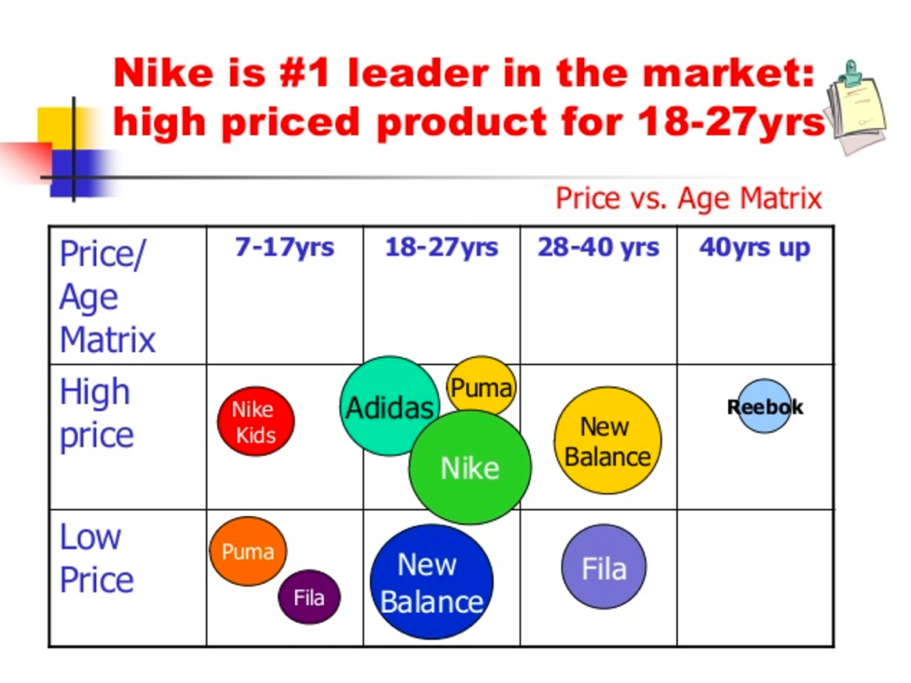 Nike is #1 leader in the market:
high priced product for 18-27yrs
Price vs. Age Matrix
Price/
Age
Matrix
7-17yrs
18-27yrs
28-40 yrs
40yrs up
High
price
Nike
Kids
Adidas
Puma
Nike
New
Balance
Reebok
Low
Price
Puma
Fila
New
Balance
Fila